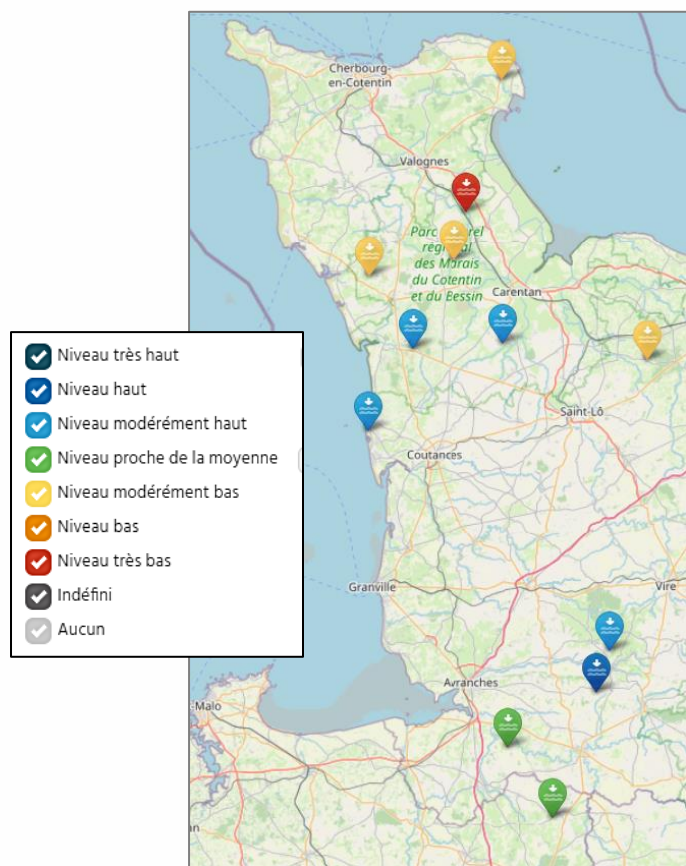 Cherbourg-
en-Cotentin
Valognes
Parc rel
régional
des Marais
du Cotentin
et du Bessin
Carentan
Saint-Lô
Coutances
Granville
Vire
Avranches
-Malo
an
Niveau très haut
Niveau haut
Niveau modérément haut
Niveau proche de la moyenne
Niveau modérément bas
Niveau bas
Niveau très bas
Indéfini
Aucun